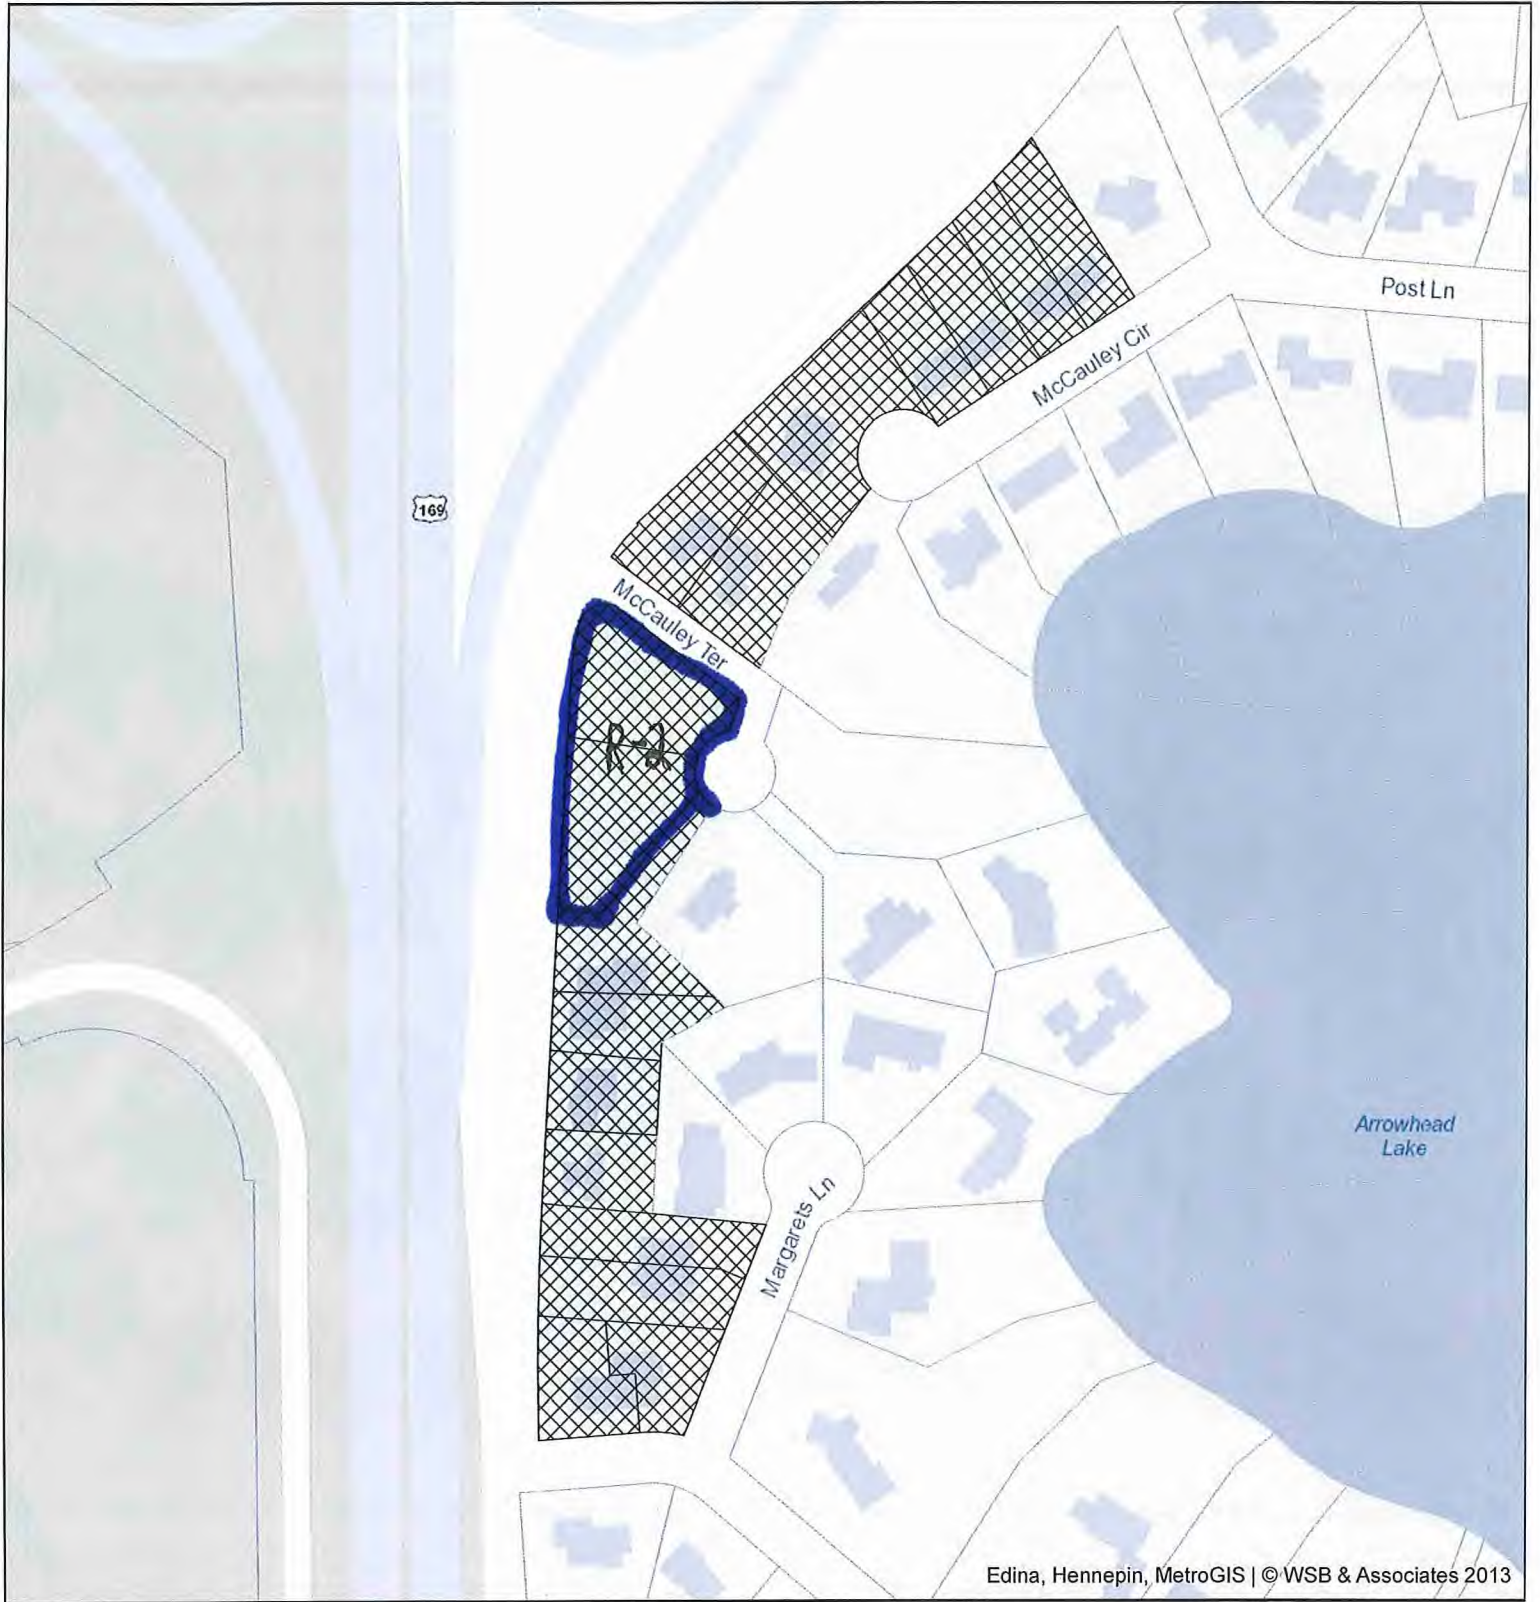 Post Ln
McCauley Cir
169
McCauley Ter
R-2
Arrowhead
Lake
Margarets Ln
Edina, Hennepin, MetroGIS | © WSB & Associates 2013